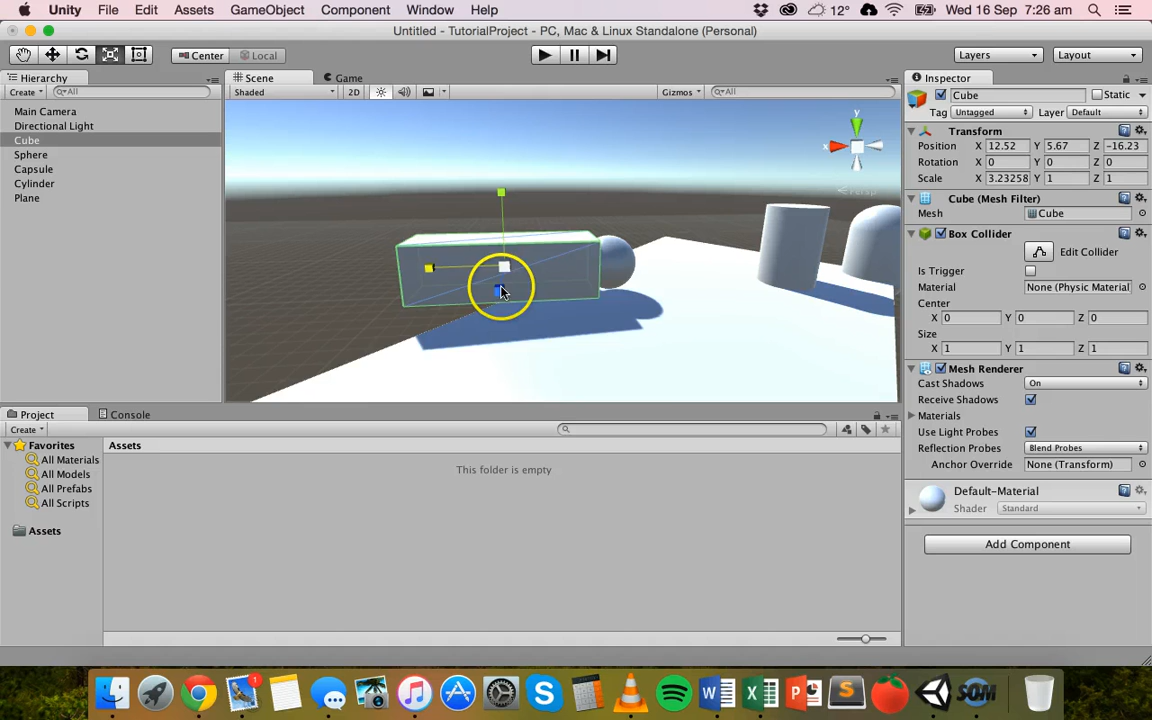 Unity File Edit Assets GameObject Component Window Help 12° Wed 16 Sep 7:26 am
Untitled - TutorialProject - PC, Mac & Linux Standalone (Personal)
Center Local Layers Layout
Hierarchy Scene Game Inspector
Create All Shaded 2D Gizmos All Cube Static
Main Camera Tag Untagged Layer Default
Directional Light y Transform
Cube x Position X 12.52 Y 5.67 Z -16.23
Sphere Rotation X 0 Y 0 Z 0
Capsule Scale X 3.23258 Y 1 Z 1
Cylinder Persp Cube (Mesh Filter)
Plane Mesh Cube
Box Collider
Edit Collider
Is Trigger
Material None (Physic Material
Center
X 0 Y 0 Z 0
Size
X 1 Y 1 Z 1
Mesh Renderer
Cast Shadows On
Receive Shadows
Materials
Use Light Probes
Reflection Probes Blend Probes
Anchor Override None (Transform)
Default-Material
Shader Standard
Add Component
Project Console
Create
Favorites Assets
All Materials This folder is empty
All Models
All Prefabs
All Scripts
Assets
1
W X P S SOM